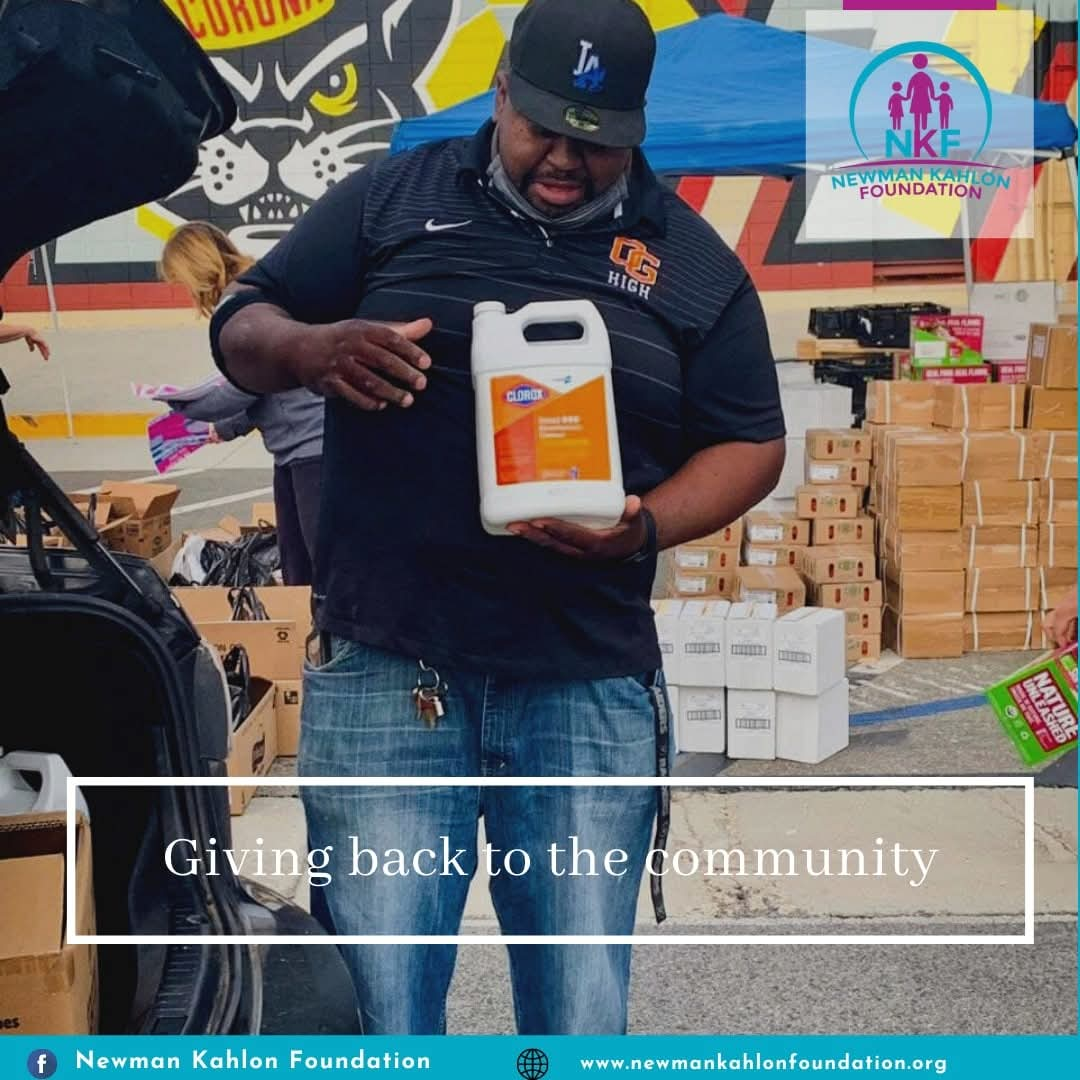 CORONA
LA
NKF
NEWMAN KAHLON
FOUNDATION
OG
HIGH
CLOROX
NATURE
UNLEASHED
Giving back to the community
f Newman Kahlon Foundation
www.newmankahlonfoundation.org